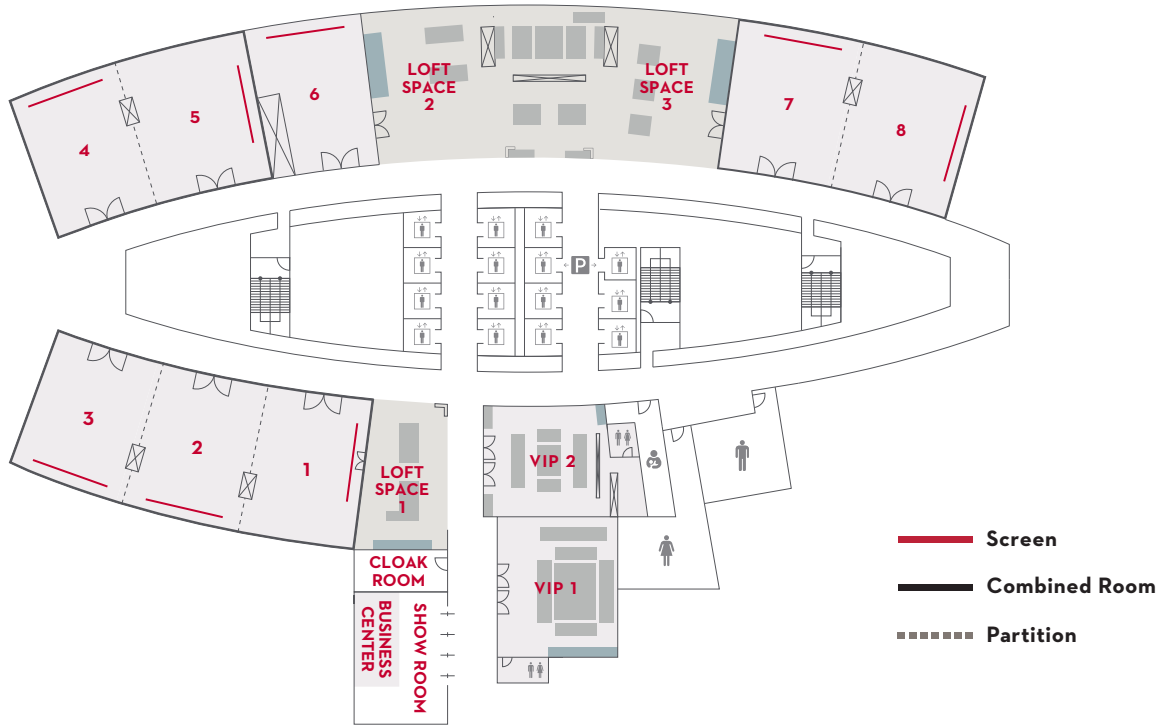 4
5
6
LOFT
SPACE
2
LOFT
SPACE
3
7
8
P
3
2
1
LOFT
SPACE
1
VIP 2
VIP 1
CLOAK
ROOM
BUSINESS
CENTER
SHOW ROOM
Screen
Combined Room
Partition